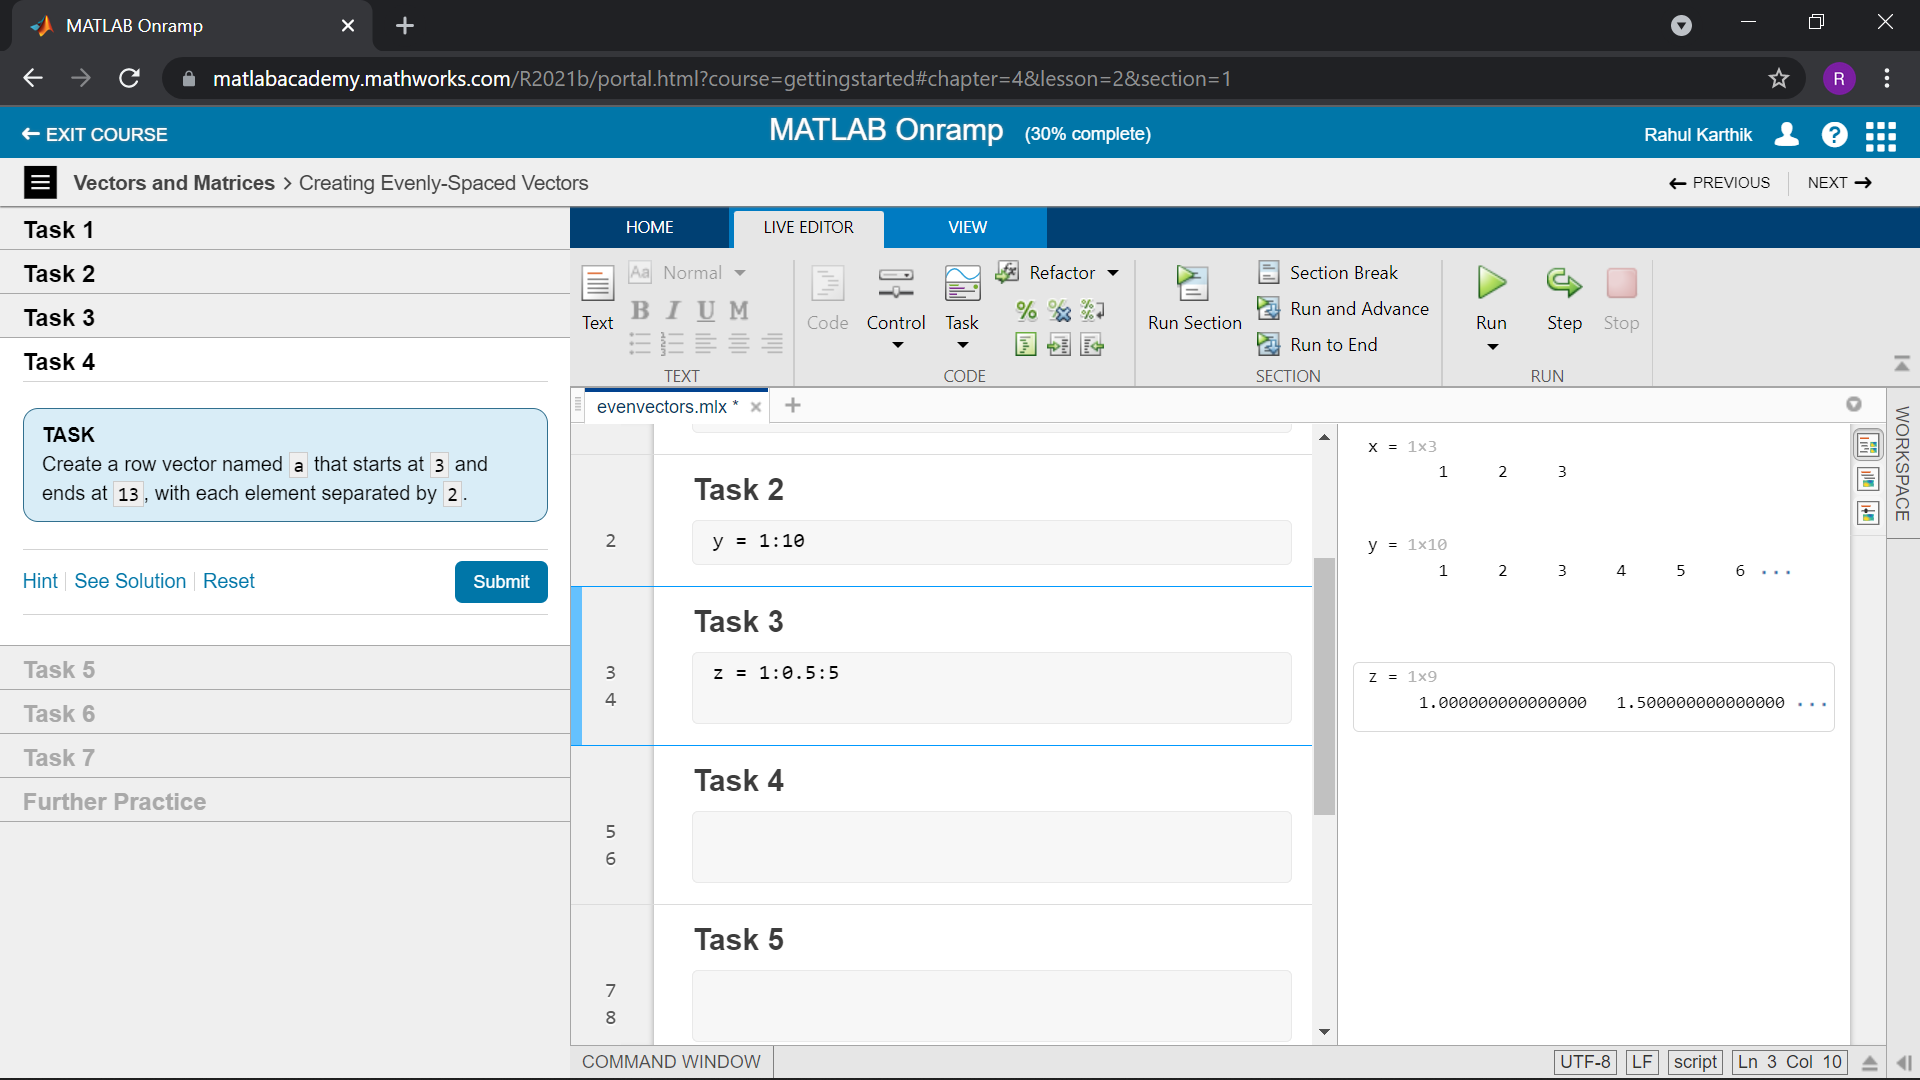 MATLAB Onramp
matlabacademy.mathworks.com/R2021b/portal.html?course=gettingstarted#chapter=4&lesson=2&section=1
R
EXIT COURSE
MATLAB Onramp (30% complete)
Rahul Karthik
Vectors and Matrices > Creating Evenly-Spaced Vectors
PREVIOUS
NEXT
Task 1
Task 2
Task 3
Task 4
TASK
Create a row vector named a that starts at 3 and
ends at 13, with each element separated by 2.
Hint
See Solution
Reset
Submit
Task 5
Task 6
Task 7
Further Practice
HOME
LIVE EDITOR
VIEW
Text
Aa Normal
B I U M
TEXT
Code
Control
Task
Refactor
CODE
Run Section
Section Break
Run and Advance
Run to End
SECTION
Run
Step
Stop
RUN
evenvectors.mlx *
Task 2
2
y = 1:10
Task 3
3
z = 1:0.5:5
4
Task 4
5
6
Task 5
7
8
x = 1×3
1 2 3
y = 1×10
1 2 3 4 5 6 ...
z = 1×9
1.000000000000000 1.500000000000000 ...
WORKSPACE
COMMAND WINDOW
UTF-8
LF
script
Ln 3 Col 10